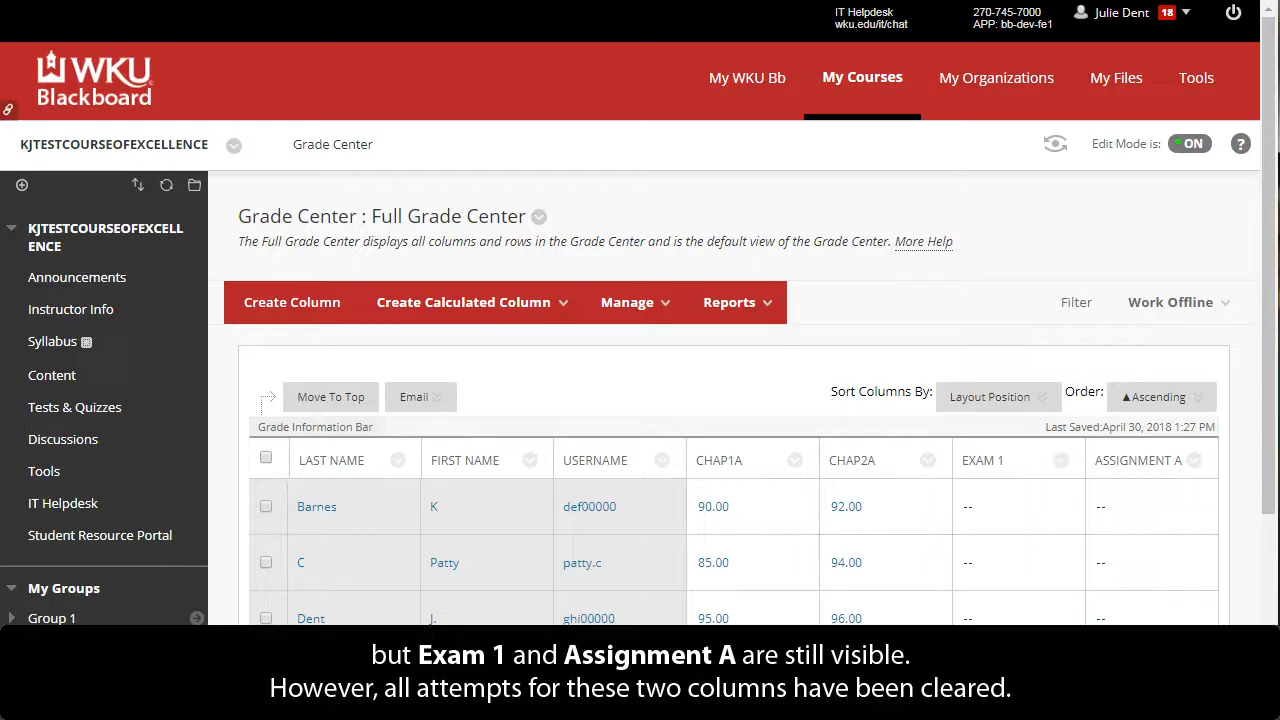 IT Helpdesk
wku.edu/it/chat
270-745-7000
APP: bb-dev-fe1
Julie Dent 18
WKU
Blackboard
My WKU Bb
My Courses
My Organizations
My Files
Tools
KJTESTCOURSEOFEXCELLENCE
Grade Center
Edit Mode is: ON ?
KJTESTCOURSEOFEXCELL
ENCE
Announcements
Instructor Info
Syllabus
Content
Tests & Quizzes
Discussions
Tools
IT Helpdesk
Student Resource Portal
My Groups
Group 1
Grade Center : Full Grade Center
The Full Grade Center displays all columns and rows in the Grade Center and is the default view of the Grade Center. More Help
Create Column Create Calculated Column Manage Reports
Filter Work Offline
Move To Top Email
Sort Columns By: Layout Position Order: ▲Ascending
Grade Information Bar Last Saved:April 30, 2018 1:27 PM
LAST NAME FIRST NAME USERNAME CHAP1A CHAP2A EXAM 1 ASSIGNMENT A
Barnes K def00000 90.00 92.00 -- --
C Patty patty.c 85.00 94.00 -- --
Dent J. ghi00000 95.00 96.00 -- --
but Exam 1 and Assignment A are still visible.
However, all attempts for these two columns have been cleared.